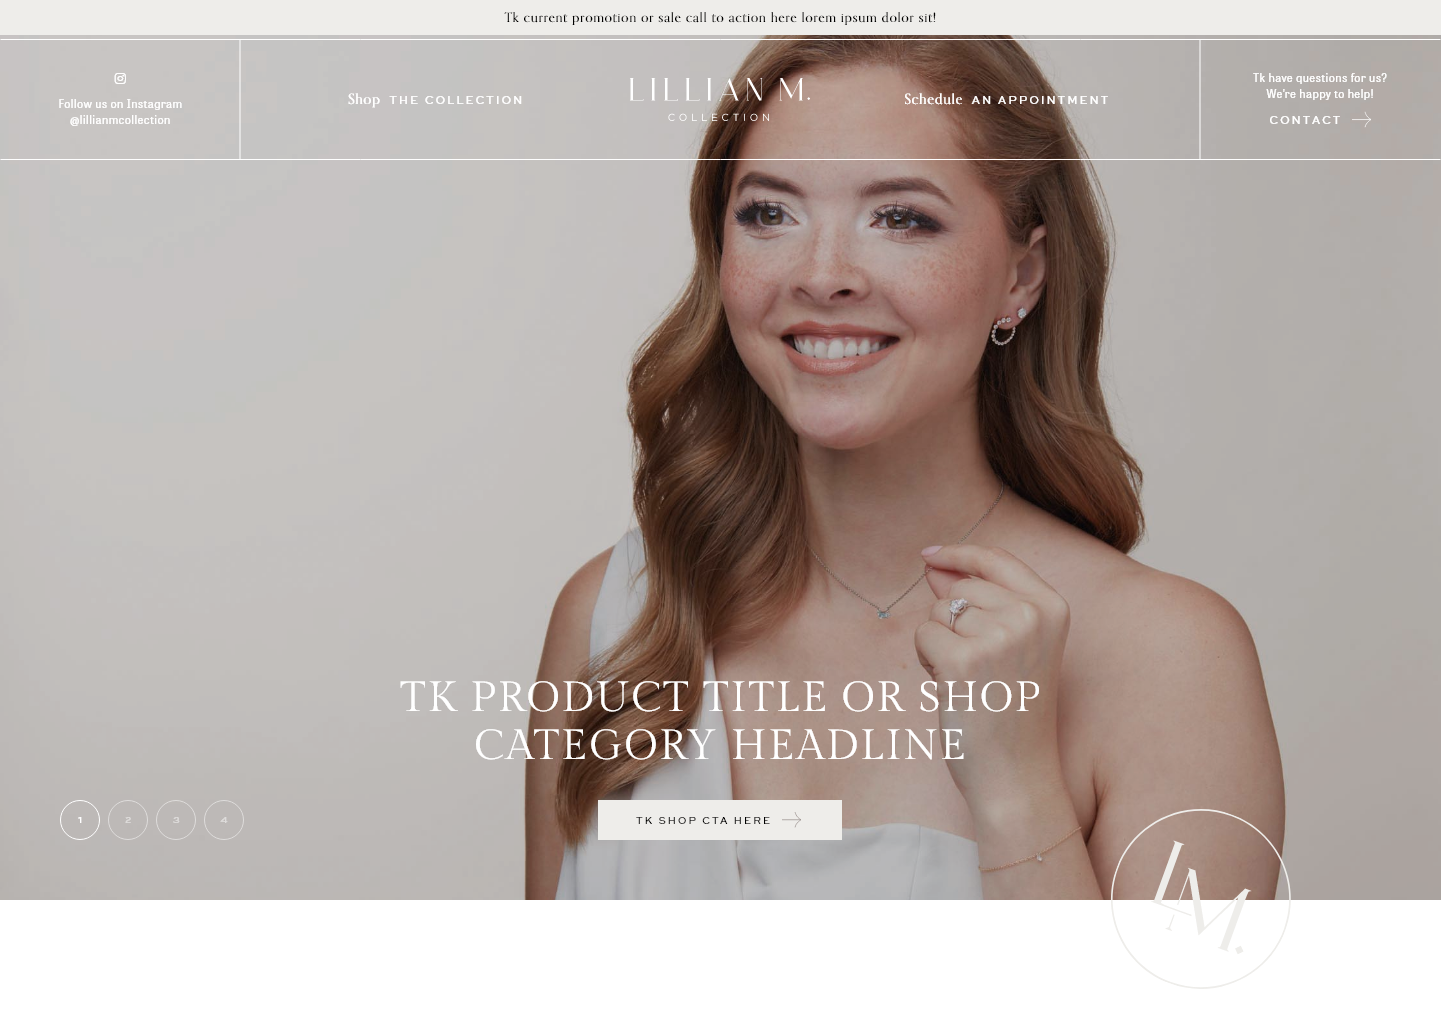 Tk current promotion or sale call to action here lorem ipsum dolor sit!
Follow us on Instagram
@lillianmcollection
Shop THE COLLECTION
LILLIAN M.
COLLECTION
Schedule AN APPOINTMENT
Tk have questions for us?
We're happy to help!
CONTACT
TK PRODUCT TITLE OR SHOP
CATEGORY HEADLINE
1 2 3 4
TK SHOP CTA HERE
LM.